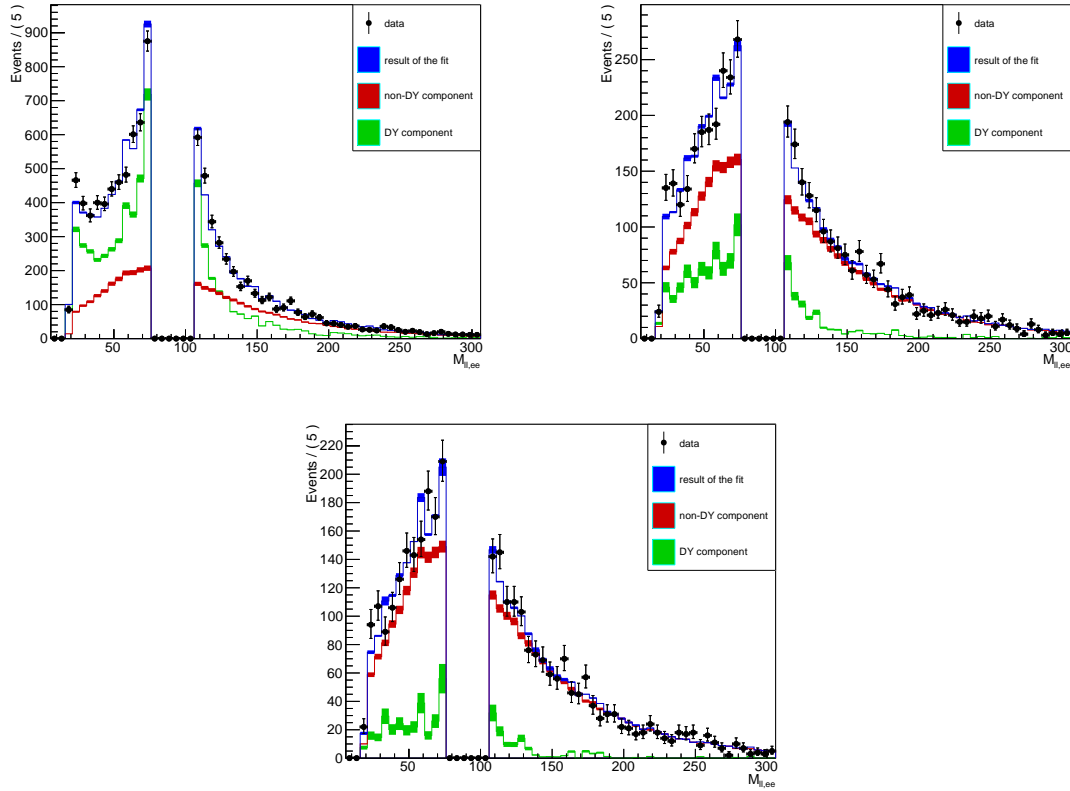 Events / ( 5 )
900
800
700
600
500
400
300
200
100
0
50
100
150
200
250
300
M_ll,ee
data
result of the fit
non-DY component
DY component
Events / ( 5 )
250
200
150
100
50
0
50
100
150
200
250
300
M_ll,ee
data
result of the fit
non-DY component
DY component
Events / ( 5 )
220
200
180
160
140
120
100
80
60
40
20
0
50
100
150
200
250
300
M_ll,ee
data
result of the fit
non-DY component
DY component